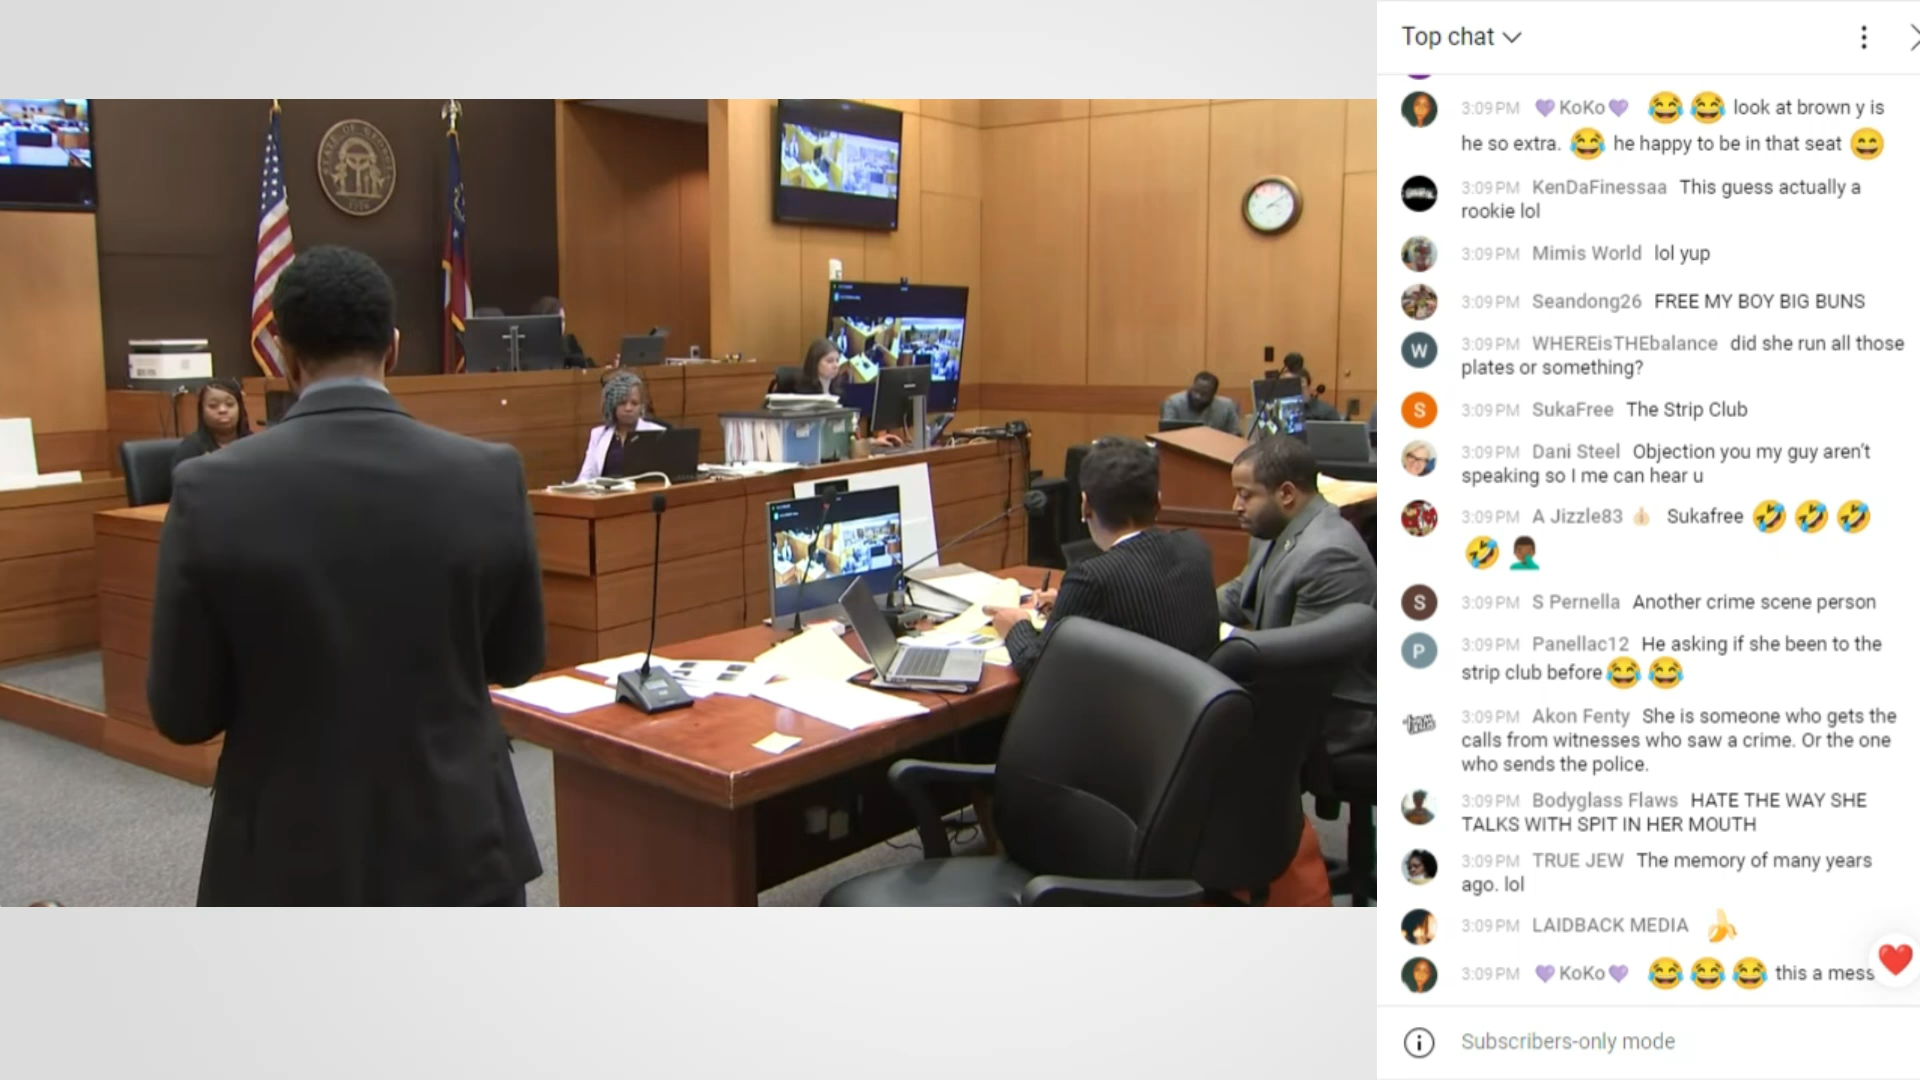 Top chat
3:09 PM 💜KoKo💜 😂😂 look at brown y is
he so extra. 😂 he happy to be in that seat 😄
3:09 PM KenDaFinessaa This guess actually a
rookie lol
3:09 PM Mimis World lol yup
3:09 PM Seandong26 FREE MY BOY BIG BUNS
W 3:09 PM WHEREisTHEbalance did she run all those
plates or something?
S 3:09 PM SukaFree The Strip Club
3:09 PM Dani Steel Objection you my guy aren't
speaking so I me can hear u
3:09 PM A Jizzle83 Sukafree 🤣🤣🤣
🤣🤦🏾‍♂️
S 3:09 PM S Pernella Another crime scene person
P 3:09 PM Panellac12 He asking if she been to the
strip club before😂😂
3:09 PM Akon Fenty She is someone who gets the
calls from witnesses who saw a crime. Or the one
who sends the police.
3:09 PM Bodyglass Flaws HATE THE WAY SHE
TALKS WITH SPIT IN HER MOUTH
3:09 PM TRUE JEW The memory of many years
ago. lol
3:09 PM LAIDBACK MEDIA 🍌
3:09 PM 💜KoKo💜 😂😂😂 this a mess
Subscribers-only mode